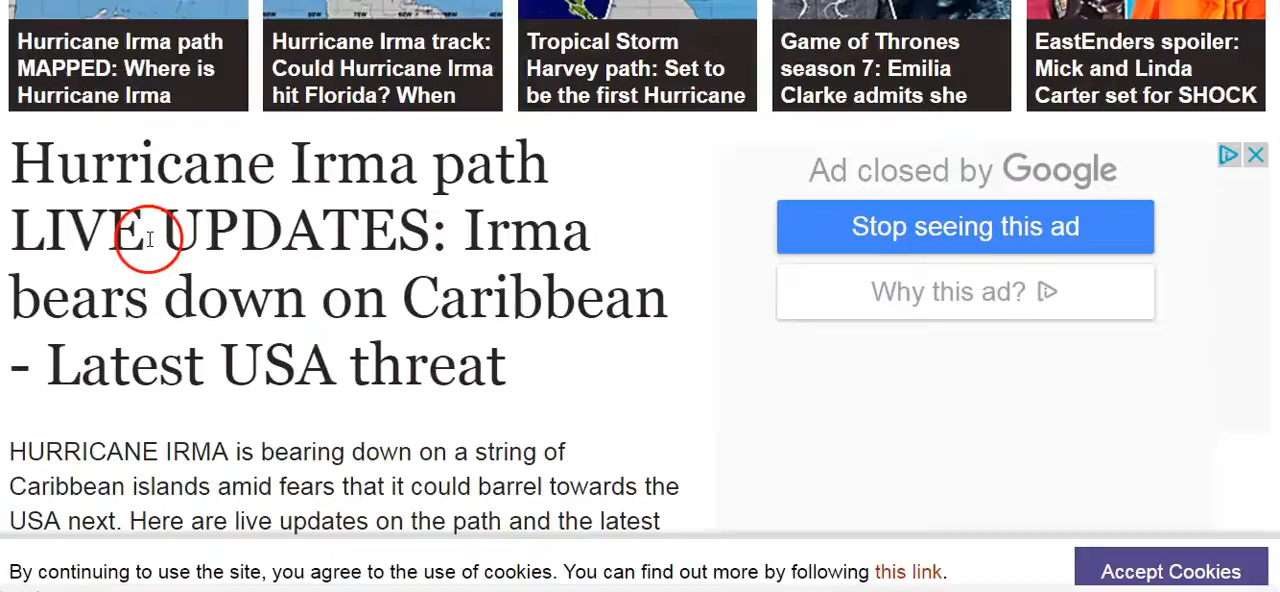 Hurricane Irma path
MAPPED: Where is
Hurricane Irma
Hurricane Irma track:
Could Hurricane Irma
hit Florida? When
Tropical Storm
Harvey path: Set to
be the first Hurricane
Game of Thrones
season 7: Emilia
Clarke admits she
EastEnders spoiler:
Mick and Linda
Carter set for SHOCK
Hurricane Irma path
LIVE UPDATES: Irma
bears down on Caribbean
- Latest USA threat
Ad closed by Google
Stop seeing this ad
Why this ad?
HURRICANE IRMA is bearing down on a string of
Caribbean islands amid fears that it could barrel towards the
USA next. Here are live updates on the path and the latest
By continuing to use the site, you agree to the use of cookies. You can find out more by following this link.
Accept Cookies